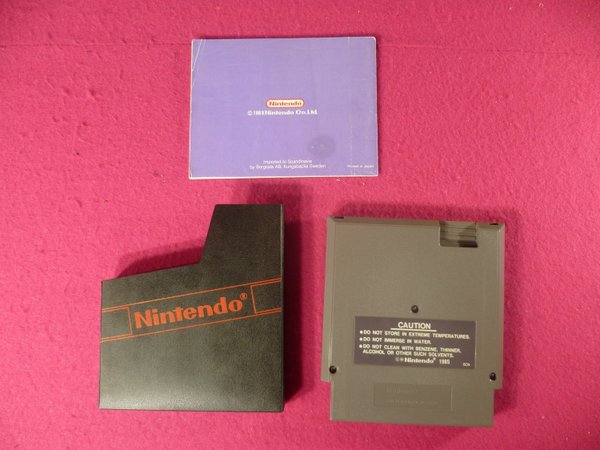 Nintendo
Nintendo Co., Ltd.
Imported to Scandinavia
by Bergsala AB, Kungsbacka Sweden
Printed in Japan
Nintendo®
CAUTION
●DO NOT STORE IN EXTREME TEMPERATURES.
●DO NOT IMMERSE IN WATER.
●DO NOT CLEAN WITH BENZENE, THINNER,
ALCOHOL OR OTHER SUCH SOLVENTS.
Nintendo® 1985
SCN